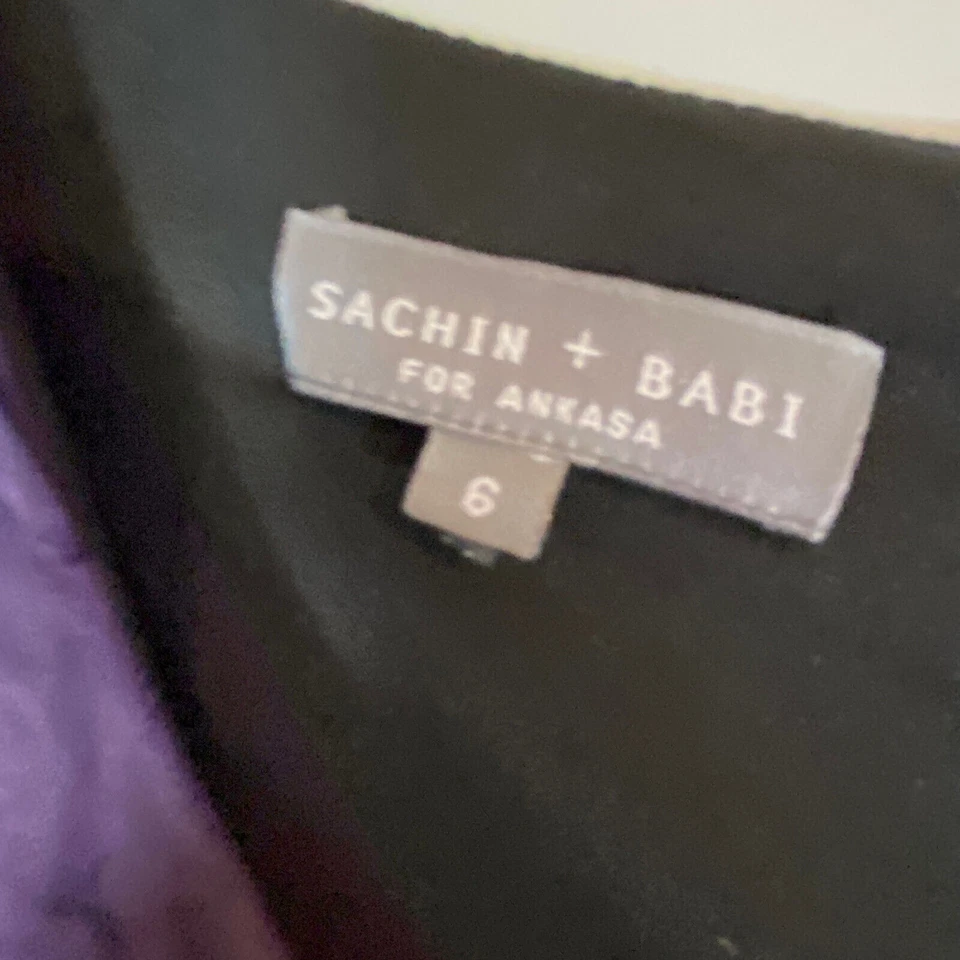 SACHIN + BABI
FOR ANKASA
6